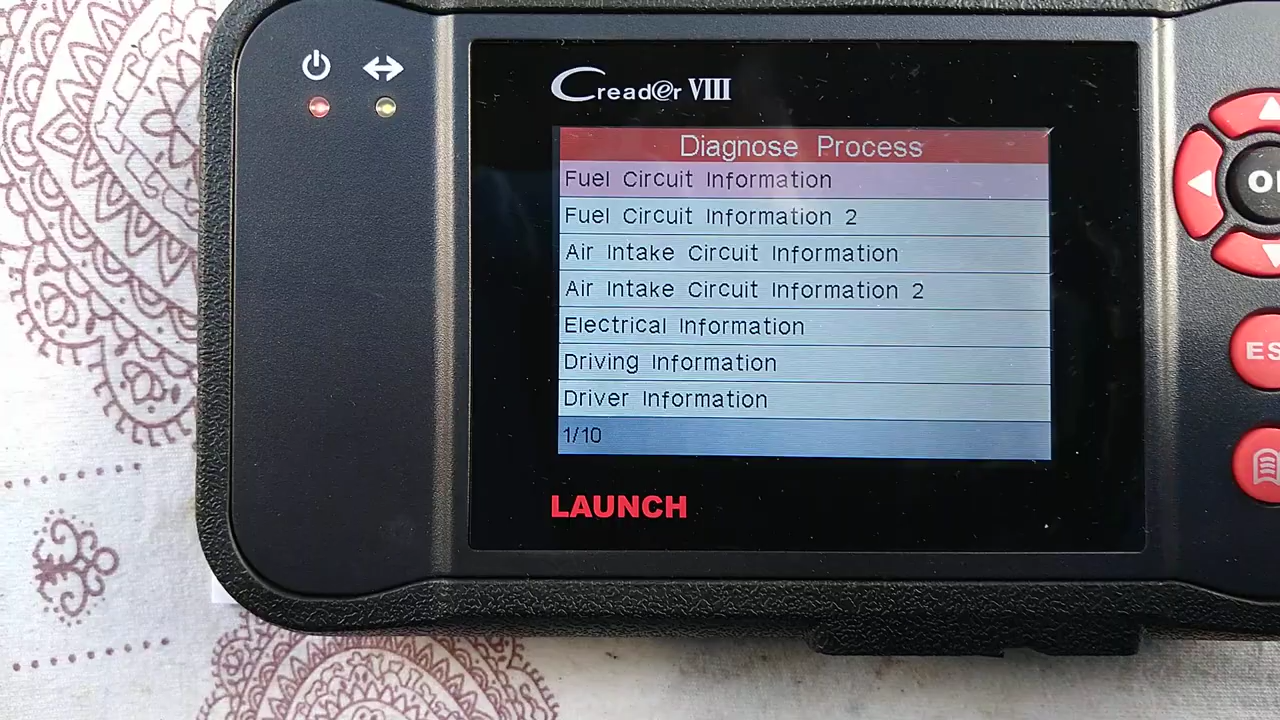 Creader VIII
Diagnose Process
Fuel Circuit Information
Fuel Circuit Information 2
Air Intake Circuit Information
Air Intake Circuit Information 2
Electrical Information
Driving Information
Driver Information
1/10
LAUNCH